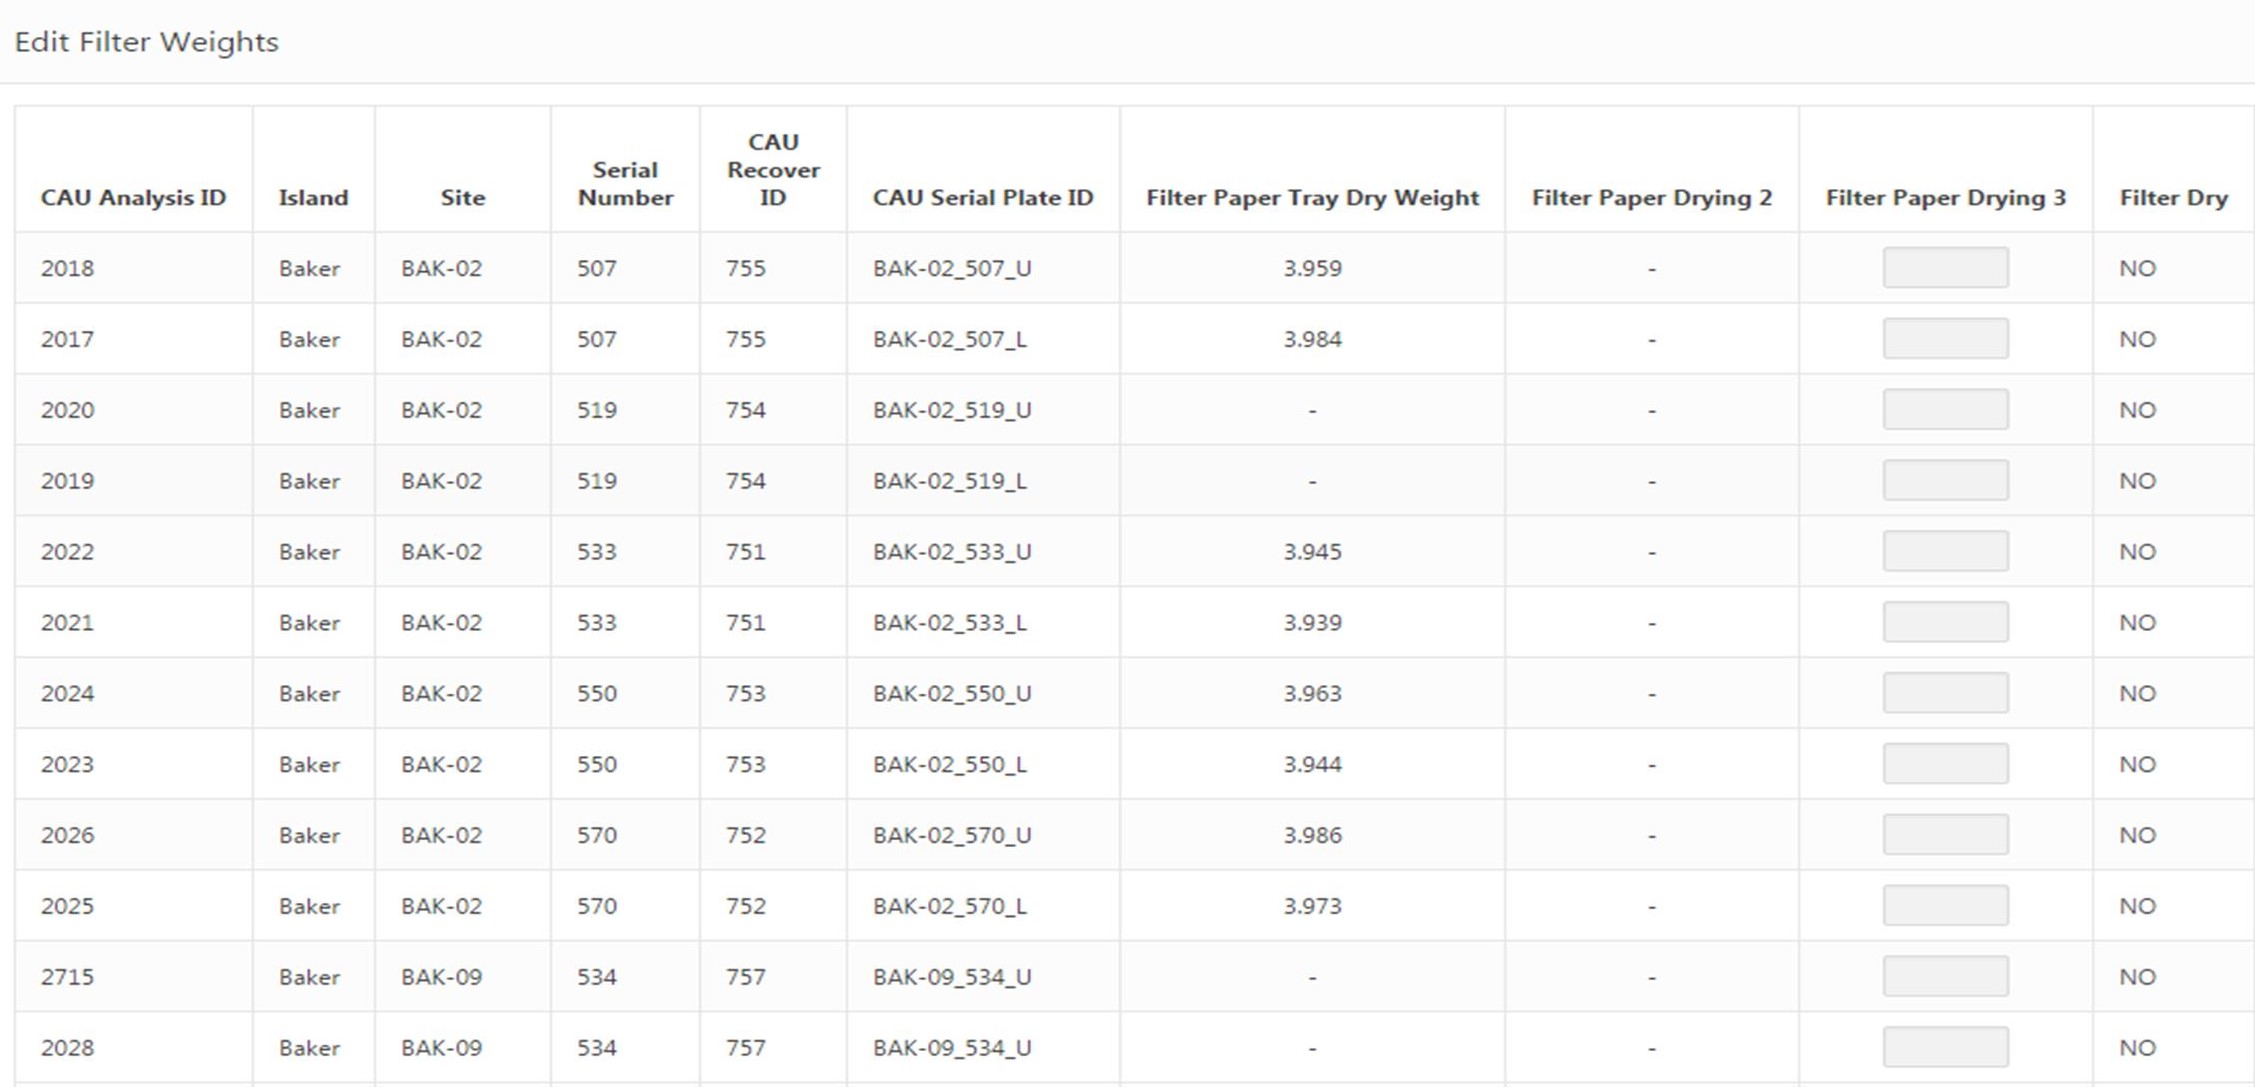 Edit Filter Weights
CAU Analysis ID Island Site Serial Number CAU Recover ID CAU Serial Plate ID Filter Paper Tray Dry Weight Filter Paper Drying 2 Filter Paper Drying 3 Filter Dry
2018 Baker BAK-02 507 755 BAK-02_507_U 3.959 - NO
2017 Baker BAK-02 507 755 BAK-02_507_L 3.984 - NO
2020 Baker BAK-02 519 754 BAK-02_519_U - - NO
2019 Baker BAK-02 519 754 BAK-02_519_L - - NO
2022 Baker BAK-02 533 751 BAK-02_533_U 3.945 - NO
2021 Baker BAK-02 533 751 BAK-02_533_L 3.939 - NO
2024 Baker BAK-02 550 753 BAK-02_550_U 3.963 - NO
2023 Baker BAK-02 550 753 BAK-02_550_L 3.944 - NO
2026 Baker BAK-02 570 752 BAK-02_570_U 3.986 - NO
2025 Baker BAK-02 570 752 BAK-02_570_L 3.973 - NO
2715 Baker BAK-09 534 757 BAK-09_534_U - - NO
2028 Baker BAK-09 534 757 BAK-09_534_U - - NO